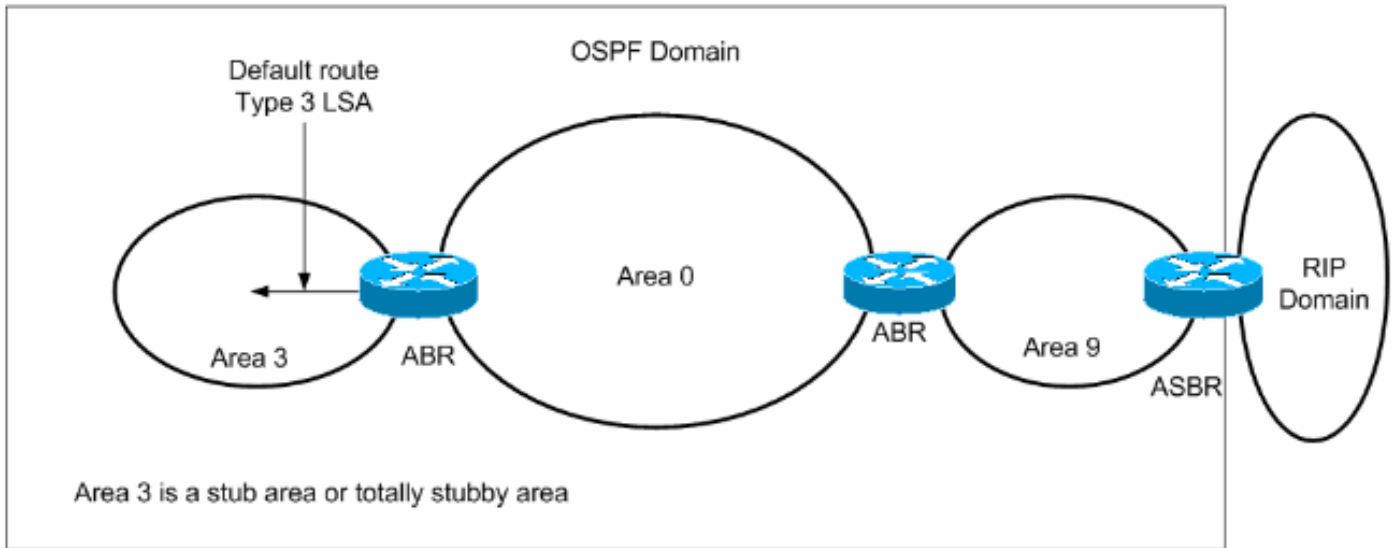 OSPF Domain
Default route
Type 3 LSA
Area 0
RIP
Domain
Area 3
ABR
ABR
Area 9
ASBR
Area 3 is a stub area or totally stubby area